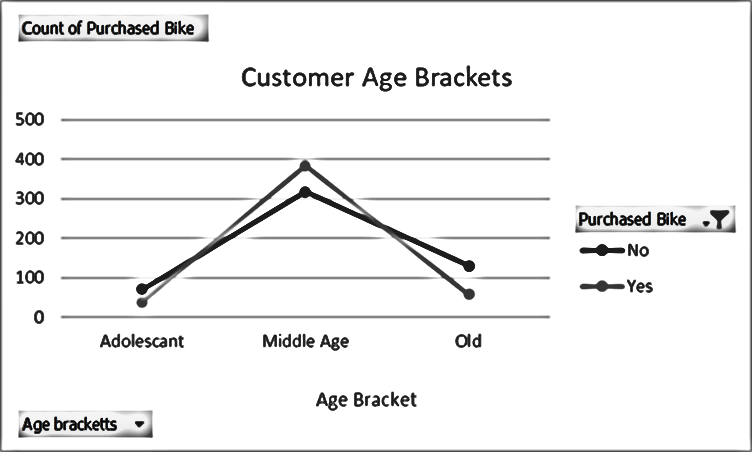 Count of Purchased Bike
Customer Age Brackets
500
400
300
200
100
0
Adolescant
Middle Age
Old
Purchased Bike
No
Yes
Age Bracket
Age bracketts